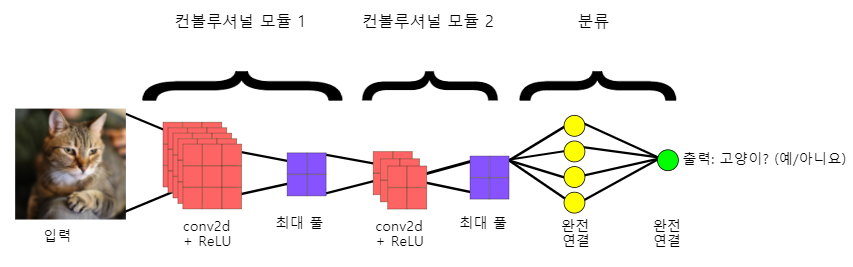 컨볼루셔널 모듈 1
컨볼루셔널 모듈 2
분류
출력: 고양이? (예/아니요)
입력
conv2d
+ ReLU
최대 풀
conv2d
+ ReLU
최대 풀
완전
연결
완전
연결